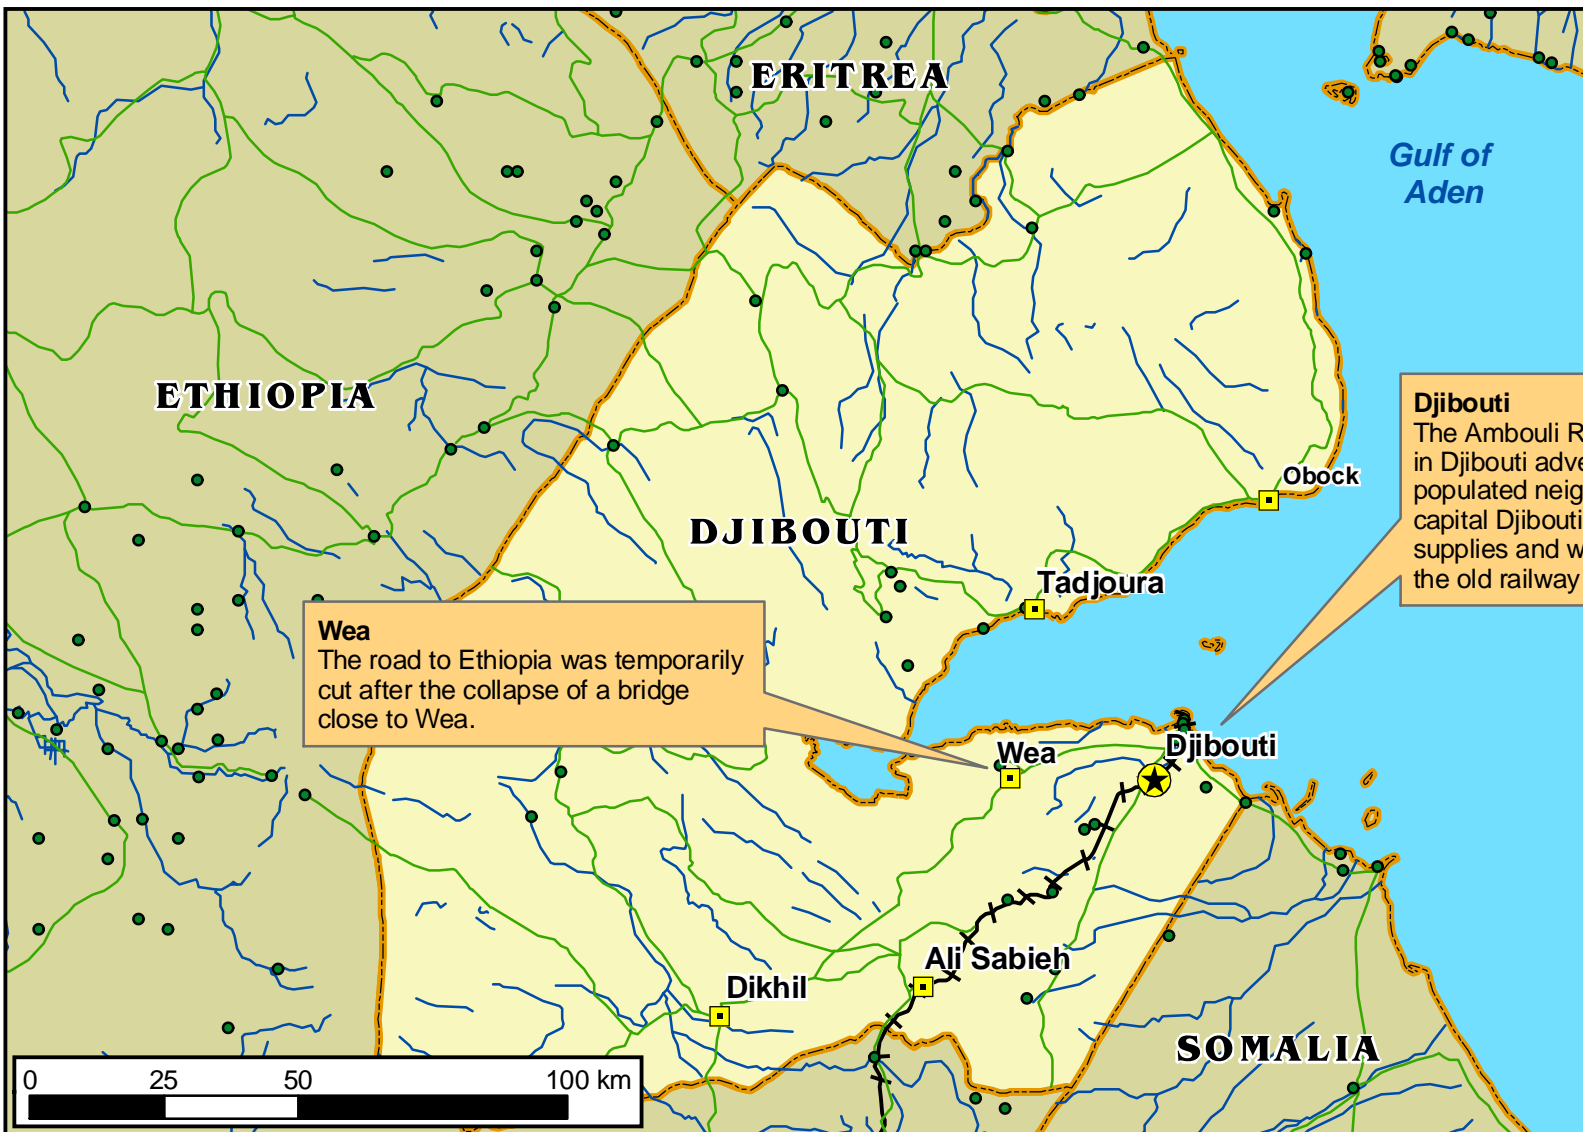 ERITREA
Gulf of
Aden
ETHIOPIA
Djibouti
The Ambouli
in Djibouti
populated
capital Djibouti
supplies and
the old railway
Obock
DJIBOUTI
Tadjoura
Wea
The road to Ethiopia was temporarily
cut after the collapse of a bridge
close to Wea.
Djibouti
Wea
Ali Sabieh
Dikhil
SOMALIA
0 25 50 100 km